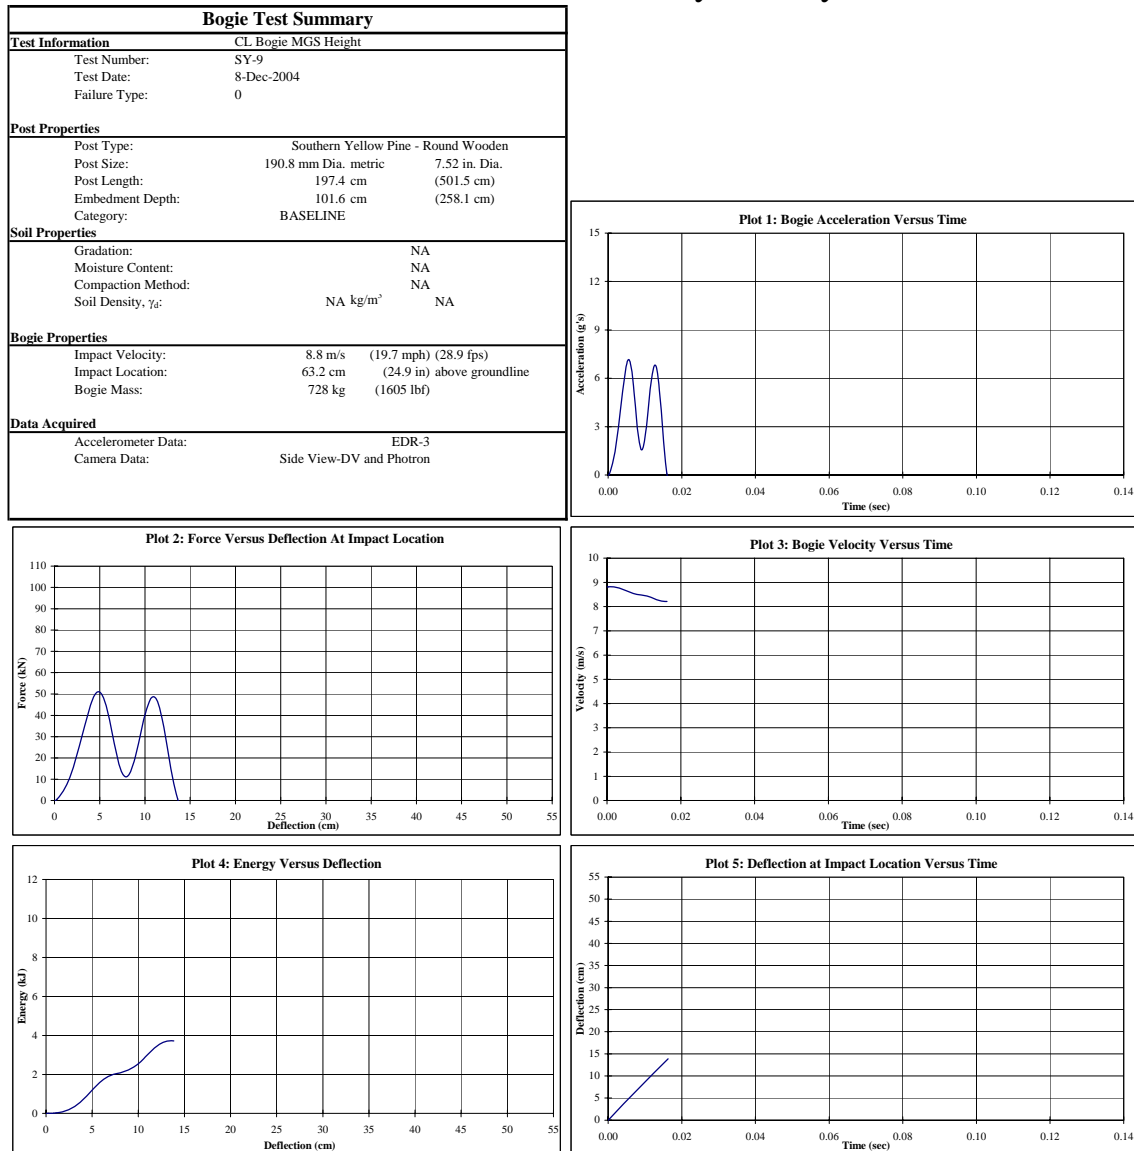 Bogie Test Summary
Test Information CL Bogie MGS Height
Test Number: SY-9
Test Date: 8-Dec-2004
Failure Type: 0
Post Properties
Post Type: Southern Yellow Pine - Round Wooden
Post Size: 190.8 mm Dia. metric 7.52 in. Dia.
Post Length: 197.4 cm (501.5 cm)
Embedment Depth: 101.6 cm (258.1 cm)
Category: BASELINE
Soil Properties
Gradation: NA
Moisture Content: NA
Compaction Method: NA
Soil Density, γd: NA kg/m³ NA
Bogie Properties
Impact Velocity: 8.8 m/s (19.7 mph) (28.9 fps)
Impact Location: 63.2 cm (24.9 in) above groundline
Bogie Mass: 728 kg (1605 lbf)
Data Acquired
Accelerometer Data: EDR-3
Camera Data: Side View-DV and Photron
Plot 1: Bogie Acceleration Versus Time
15
12
9
6
3
0
Acceleration (g's)
0.00 0.02 0.04 0.06 0.08 0.10 0.12 0.14
Time (sec)
Plot 2: Force Versus Deflection At Impact Location
110
100
90
80
70
60
50
40
30
20
10
0
Force (kN)
0 5 10 15 20 25 30 35 40 45 50 55
Deflection (cm)
Plot 3: Bogie Velocity Versus Time
10
9
8
7
6
5
4
3
2
1
0
Velocity (m/s)
0.00 0.02 0.04 0.06 0.08 0.10 0.12 0.14
Time (sec)
Plot 4: Energy Versus Deflection
12
10
8
6
4
2
0
Energy (kJ)
0 5 10 15 20 25 30 35 40 45 50 55
Deflection (cm)
Plot 5: Deflection at Impact Location Versus Time
55
50
45
40
35
30
25
20
15
10
5
0
Deflection (cm)
0.00 0.02 0.04 0.06 0.08 0.10 0.12 0.14
Time (sec)